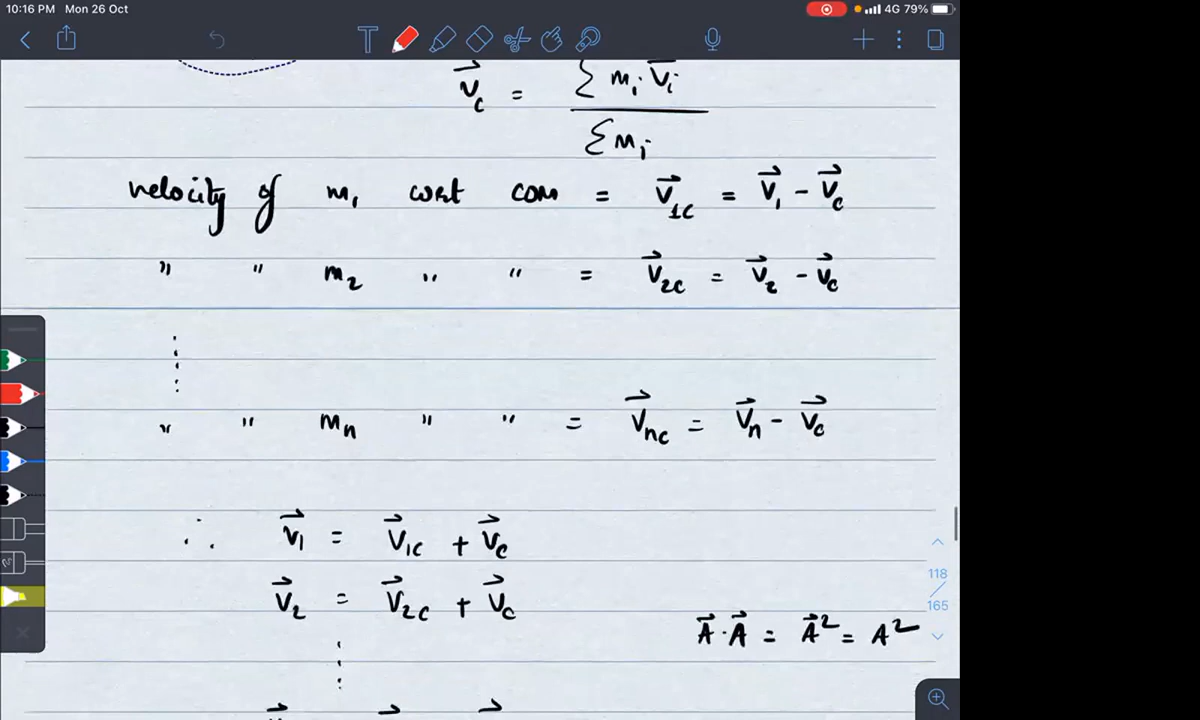 10:16 PM Mon 26 Oct 4G 79%
T
v⃗c = Σ mi v⃗i / Σ mi
velocity of m₁ wrt com = v⃗₁c = v⃗₁ - v⃗c
" " m₂ " " = v⃗₂c = v⃗₂ - v⃗c
" " mn " " = v⃗nc = v⃗n - v⃗c
∴ v⃗₁ = v⃗₁c + v⃗c
v⃗₂ = v⃗₂c + v⃗c
A⃗ · A⃗ = A⃗² = A²
118
165